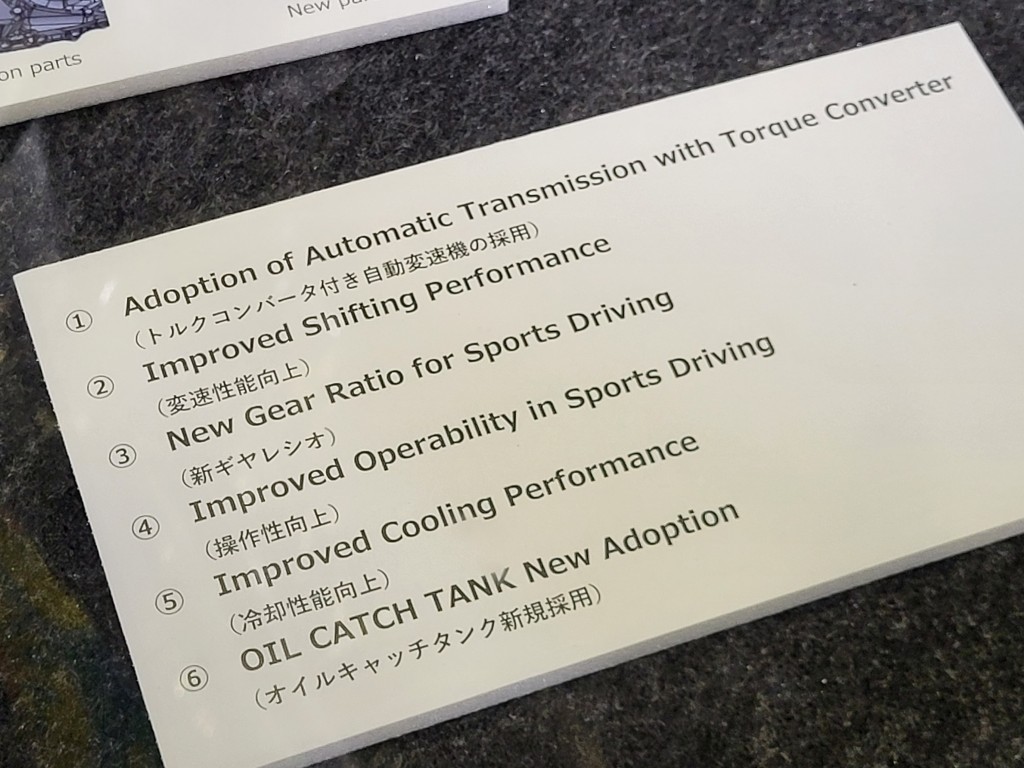 on parts
New
① Adoption of Automatic Transmission with Torque Converter
（トルクコンバータ付き自動変速機の採用）
② Improved Shifting Performance
（変速性能向上）
③ New Gear Ratio for Sports Driving
（新ギヤレシオ）
④ Improved Operability in Sports Driving
（操作性向上）
⑤ Improved Cooling Performance
（冷却性能向上）
⑥ OIL CATCH TANK New Adoption
（オイルキャッチタンク新規採用）